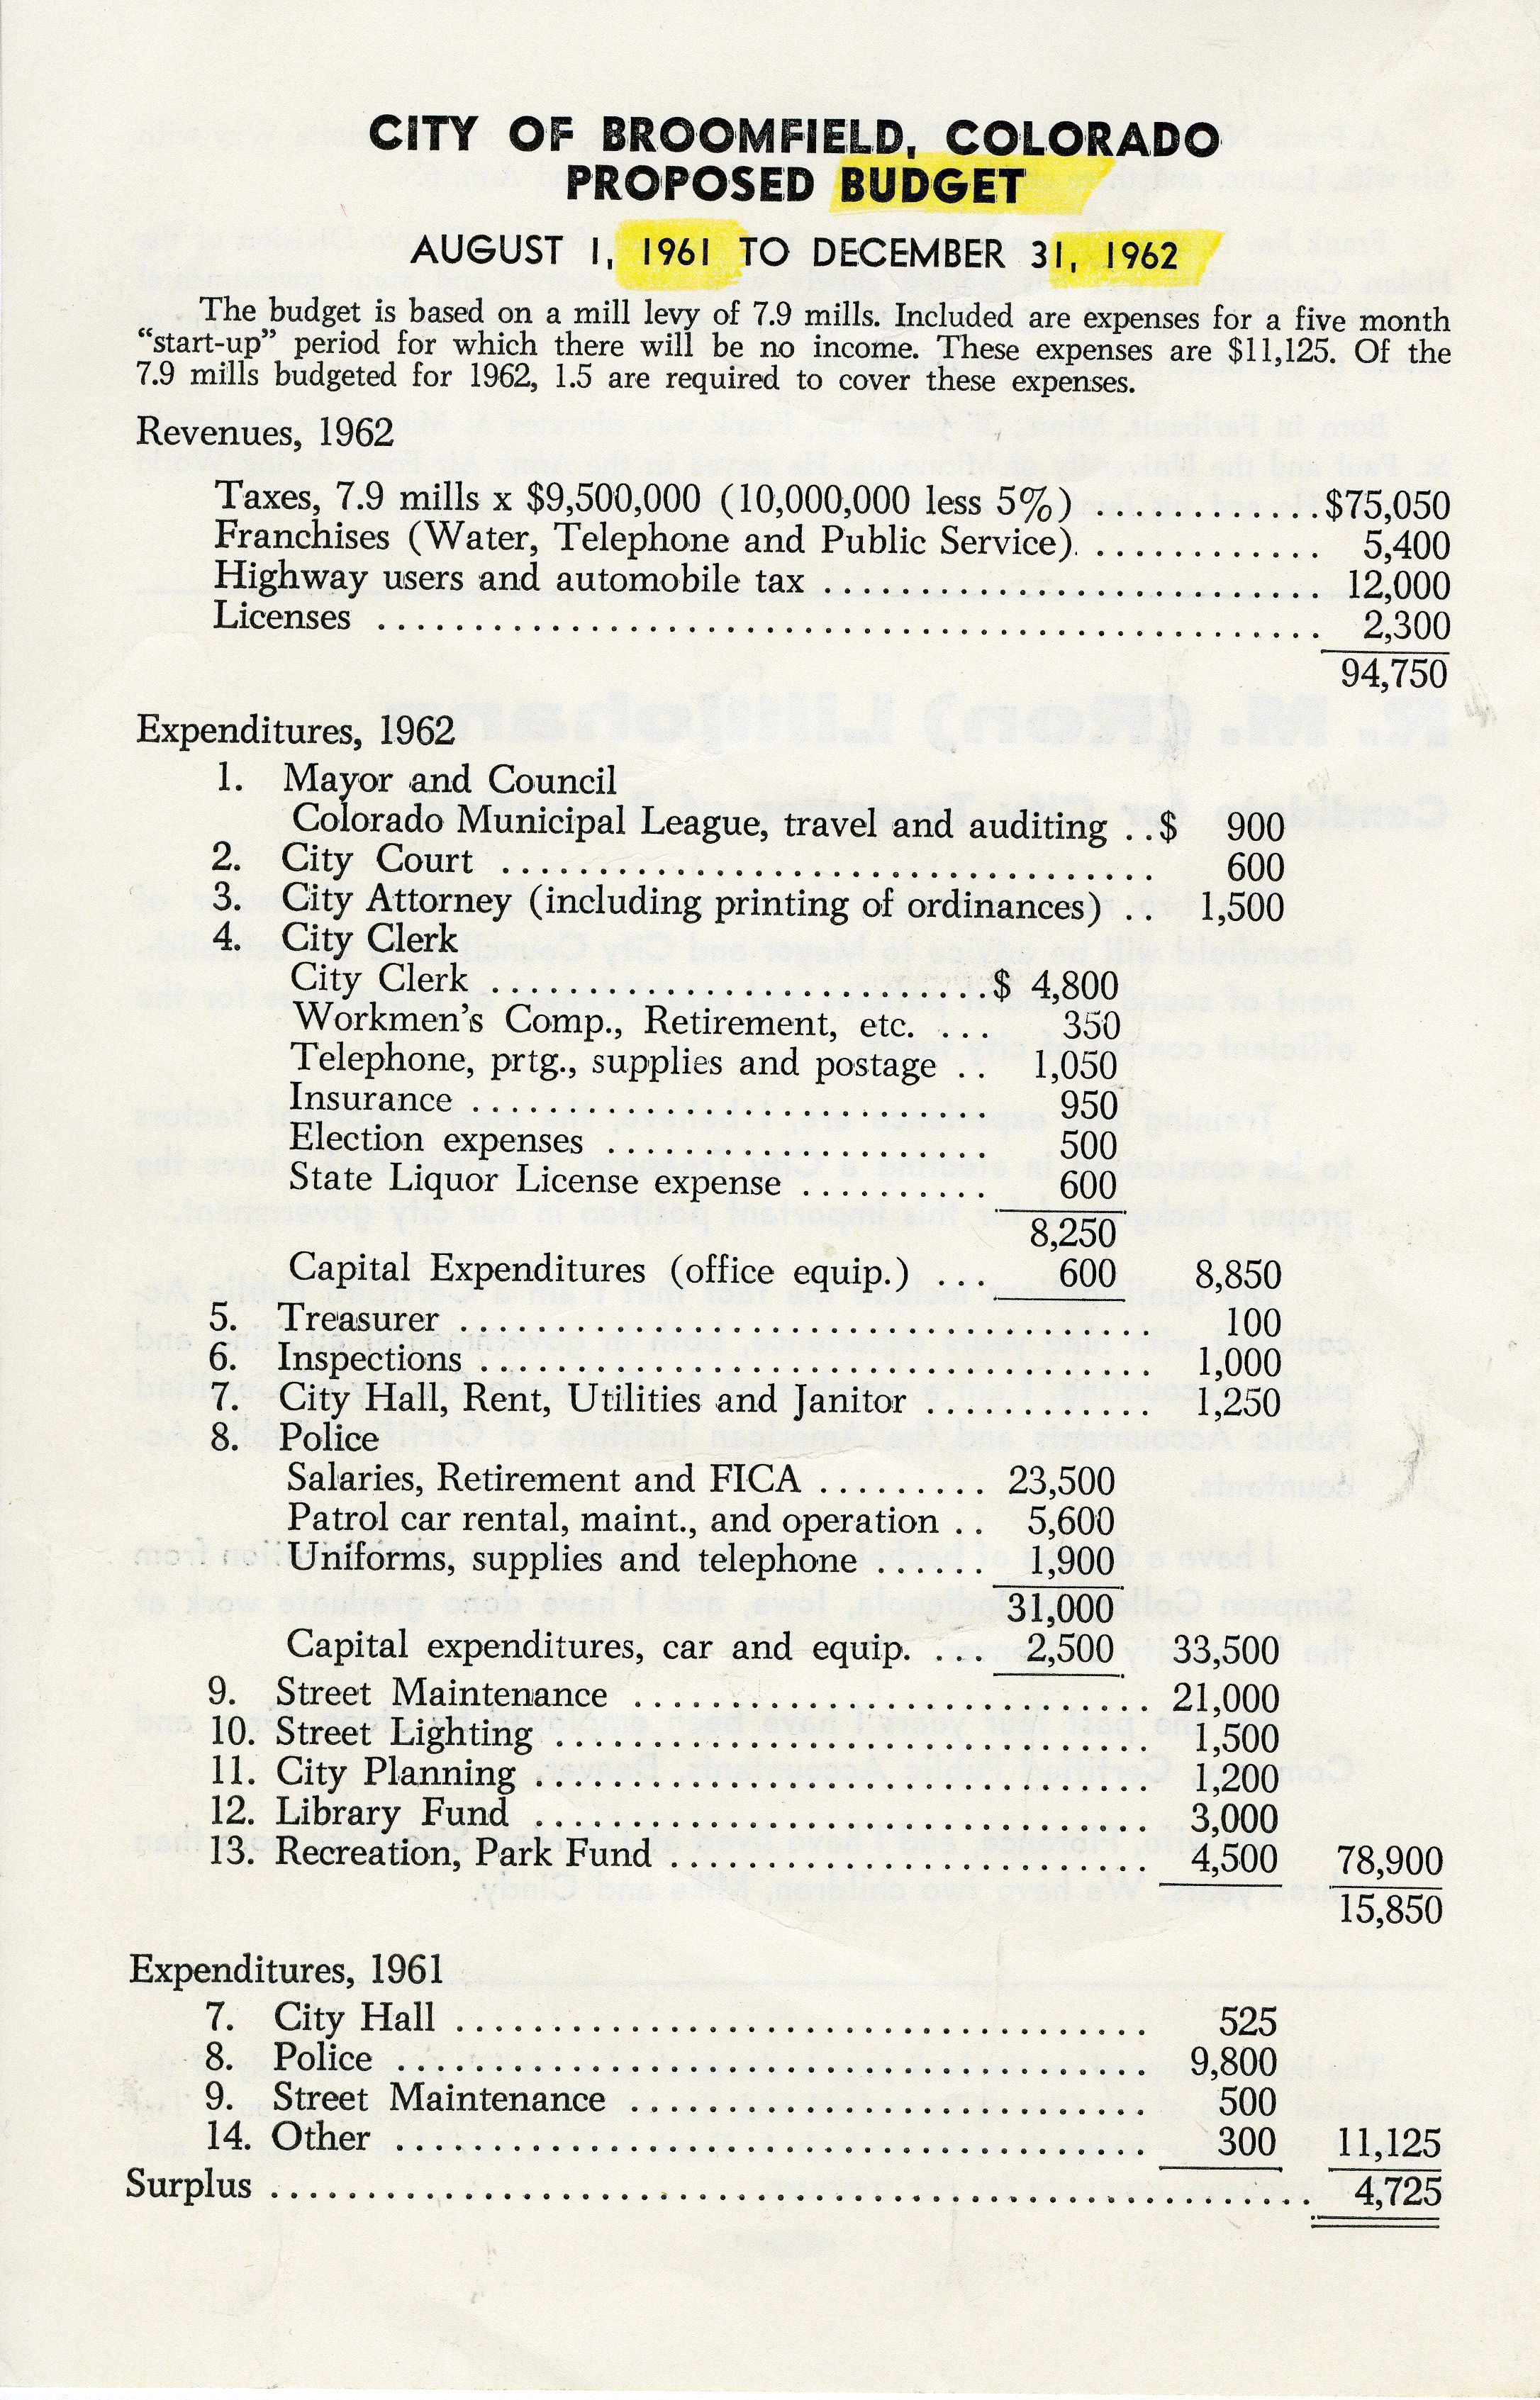 CITY OF BROOMFIELD, COLORADO
PROPOSED BUDGET
AUGUST 1, 1961 TO DECEMBER 31, 1962
The budget is based on a mill levy of 7.9 mills. Included are expenses for a five month
“start-up” period for which there will be no income. These expenses are $11,125. Of the
7.9 mills budgeted for 1962, 1.5 are required to cover these expenses.
Revenues, 1962
Taxes, 7.9 mills x $9,500,000 (10,000,000 less 5%) ............$75,050
Franchises (Water, Telephone and Public Service). ............ 5,400
Highway users and automobile tax .......................... 12,000
Licenses ................................................. 2,300
94,750
Expenditures, 1962
1. Mayor and Council
Colorado Municipal League, travel and auditing ..$ 900
2. City Court .................................. 600
3. City Attorney (including printing of ordinances) .. 1,500
4. City Clerk
City Clerk ..........................$ 4,800
Workmen’s Comp., Retirement, etc. ... 350
Telephone, prtg., supplies and postage .. 1,050
Insurance ........................... 950
Election expenses .................... 500
State Liquor License expense .......... 600
8,250
Capital Expenditures (office equip.) ... 600 8,850
5. Treasurer .................................... 100
6. Inspections ................................... 1,000
7. City Hall, Rent, Utilities and Janitor ............ 1,250
8. Police
Salaries, Retirement and FICA ......... 23,500
Patrol car rental, maint., and operation .. 5,600
Uniforms, supplies and telephone ...... 1,900
31,000
Capital expenditures, car and equip. ... 2,500 33,500
9. Street Maintenance ........................... 21,000
10. Street Lighting ............................... 1,500
11. City Planning ................................ 1,200
12. Library Fund ................................ 3,000
13. Recreation, Park Fund ......................... 4,500 78,900
15,850
Expenditures, 1961
7. City Hall .................................... 525
8. Police ....................................... 9,800
9. Street Maintenance ........................... 500
14. Other ....................................... 300 11,125
Surplus ...................................................... 4,725